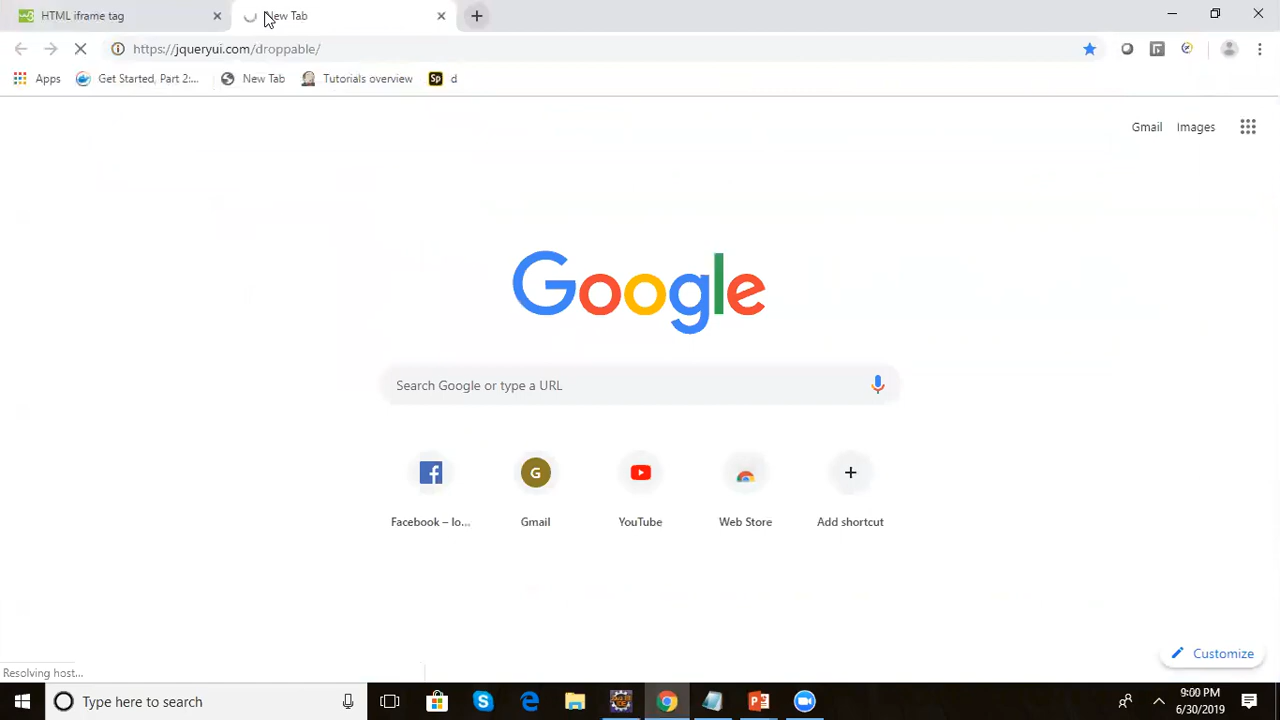 HTML iframe tag
New Tab
https://jqueryui.com/droppable/
Apps
Get Started, Part 2:...
New Tab
Tutorials overview
Sp
d
Gmail
Images
Google
Search Google or type a URL
G
Facebook – lo...
Gmail
YouTube
Web Store
Add shortcut
Customize
Resolving host...
Type here to search
9:00 PM
6/30/2019